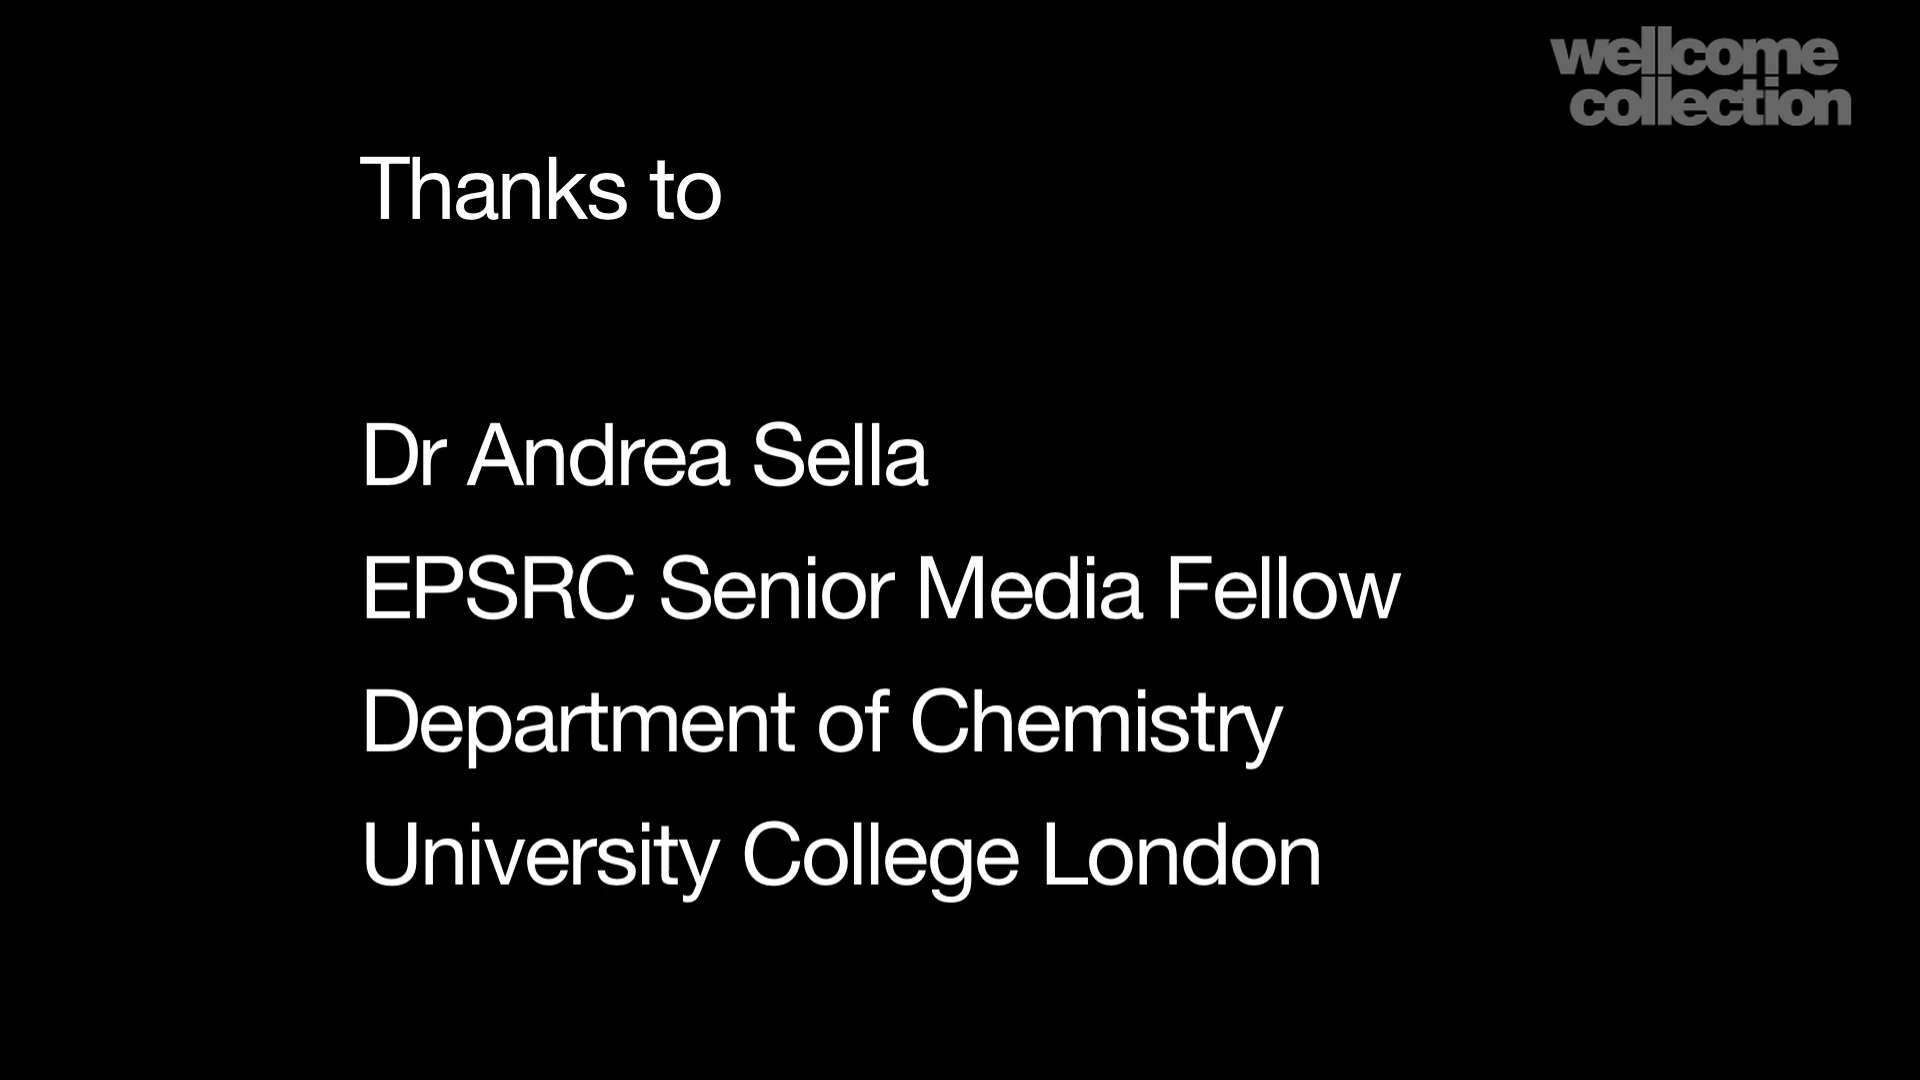 wellcome
collection
Thanks to
Dr Andrea Sella
EPSRC Senior Media Fellow
Department of Chemistry
University College London